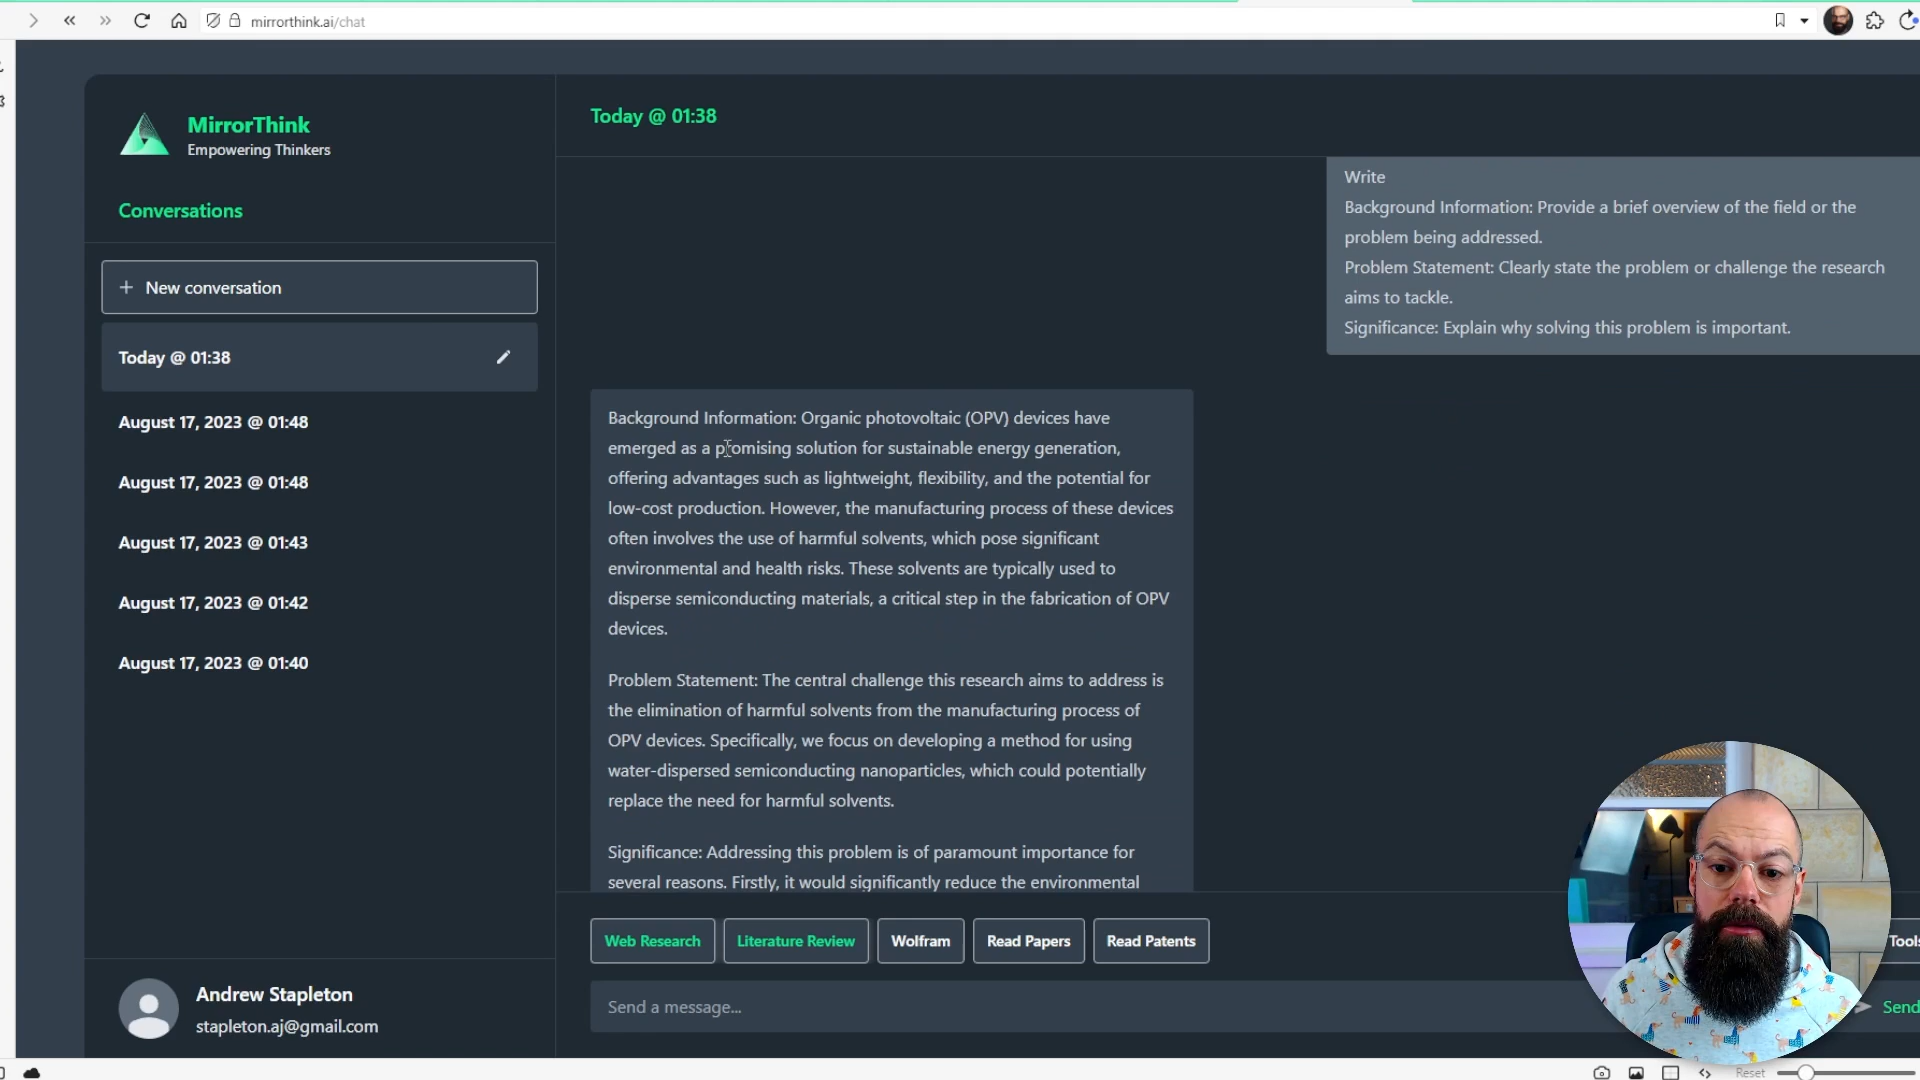 mirrorthink.ai/chat
MirrorThink
Empowering Thinkers
Conversations
+ New conversation
Today @ 01:38
August 17, 2023 @ 01:48
August 17, 2023 @ 01:48
August 17, 2023 @ 01:43
August 17, 2023 @ 01:42
August 17, 2023 @ 01:40
Andrew Stapleton
stapleton.aj@gmail.com
Today @ 01:38
Write
Background Information: Provide a brief overview of the field or the
problem being addressed.
Problem Statement: Clearly state the problem or challenge the research
aims to tackle.
Significance: Explain why solving this problem is important.
Background Information: Organic photovoltaic (OPV) devices have
emerged as a promising solution for sustainable energy generation,
offering advantages such as lightweight, flexibility, and the potential for
low-cost production. However, the manufacturing process of these devices
often involves the use of harmful solvents, which pose significant
environmental and health risks. These solvents are typically used to
disperse semiconducting materials, a critical step in the fabrication of OPV
devices.
Problem Statement: The central challenge this research aims to address is
the elimination of harmful solvents from the manufacturing process of
OPV devices. Specifically, we focus on developing a method for using
water-dispersed semiconducting nanoparticles, which could potentially
replace the need for harmful solvents.
Significance: Addressing this problem is of paramount importance for
several reasons. Firstly, it would significantly reduce the environmental
Web Research Literature Review Wolfram Read Papers Read Patents Tools
Send a message... Send
Reset